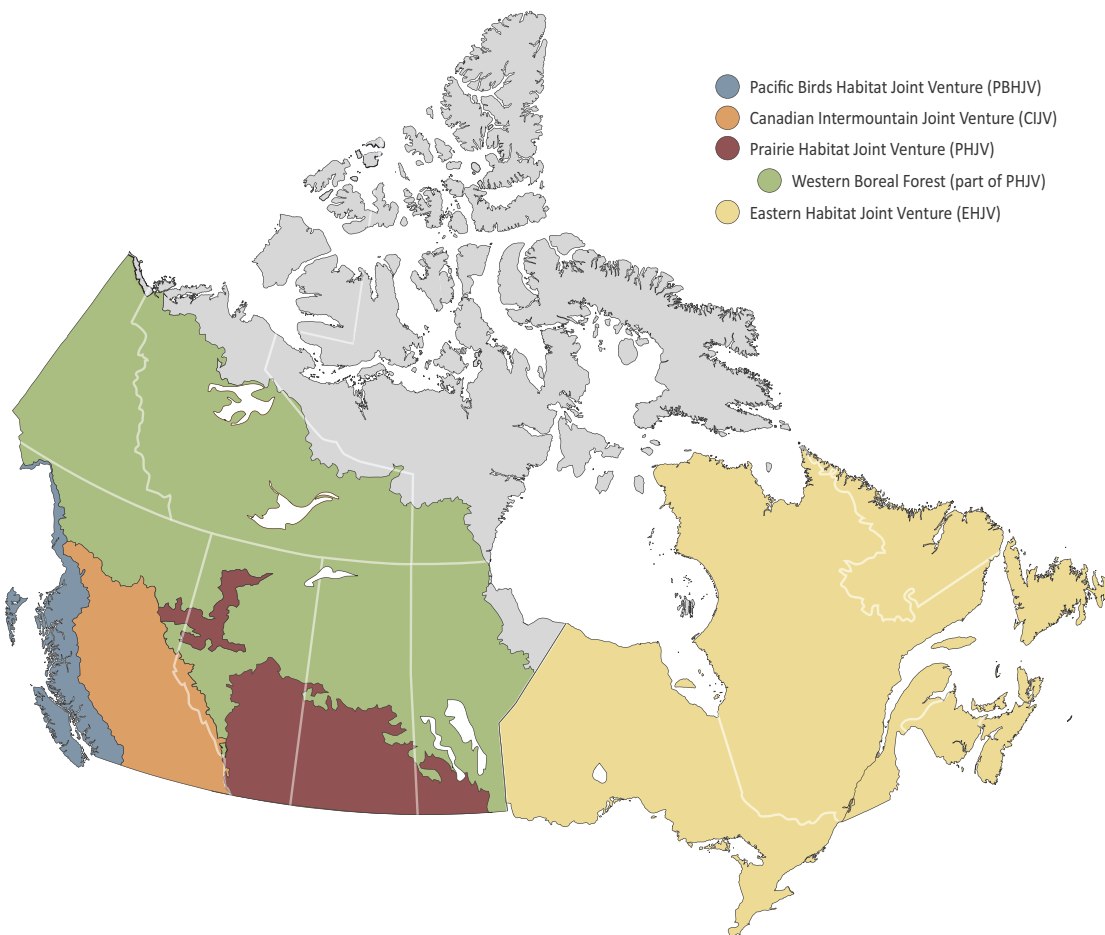 Pacific Birds Habitat Joint Venture (PBHJV)
Canadian Intermountain Joint Venture (CIJV)
Prairie Habitat Joint Venture (PHJV)
Western Boreal Forest (part of PHJV)
Eastern Habitat Joint Venture (EHJV)